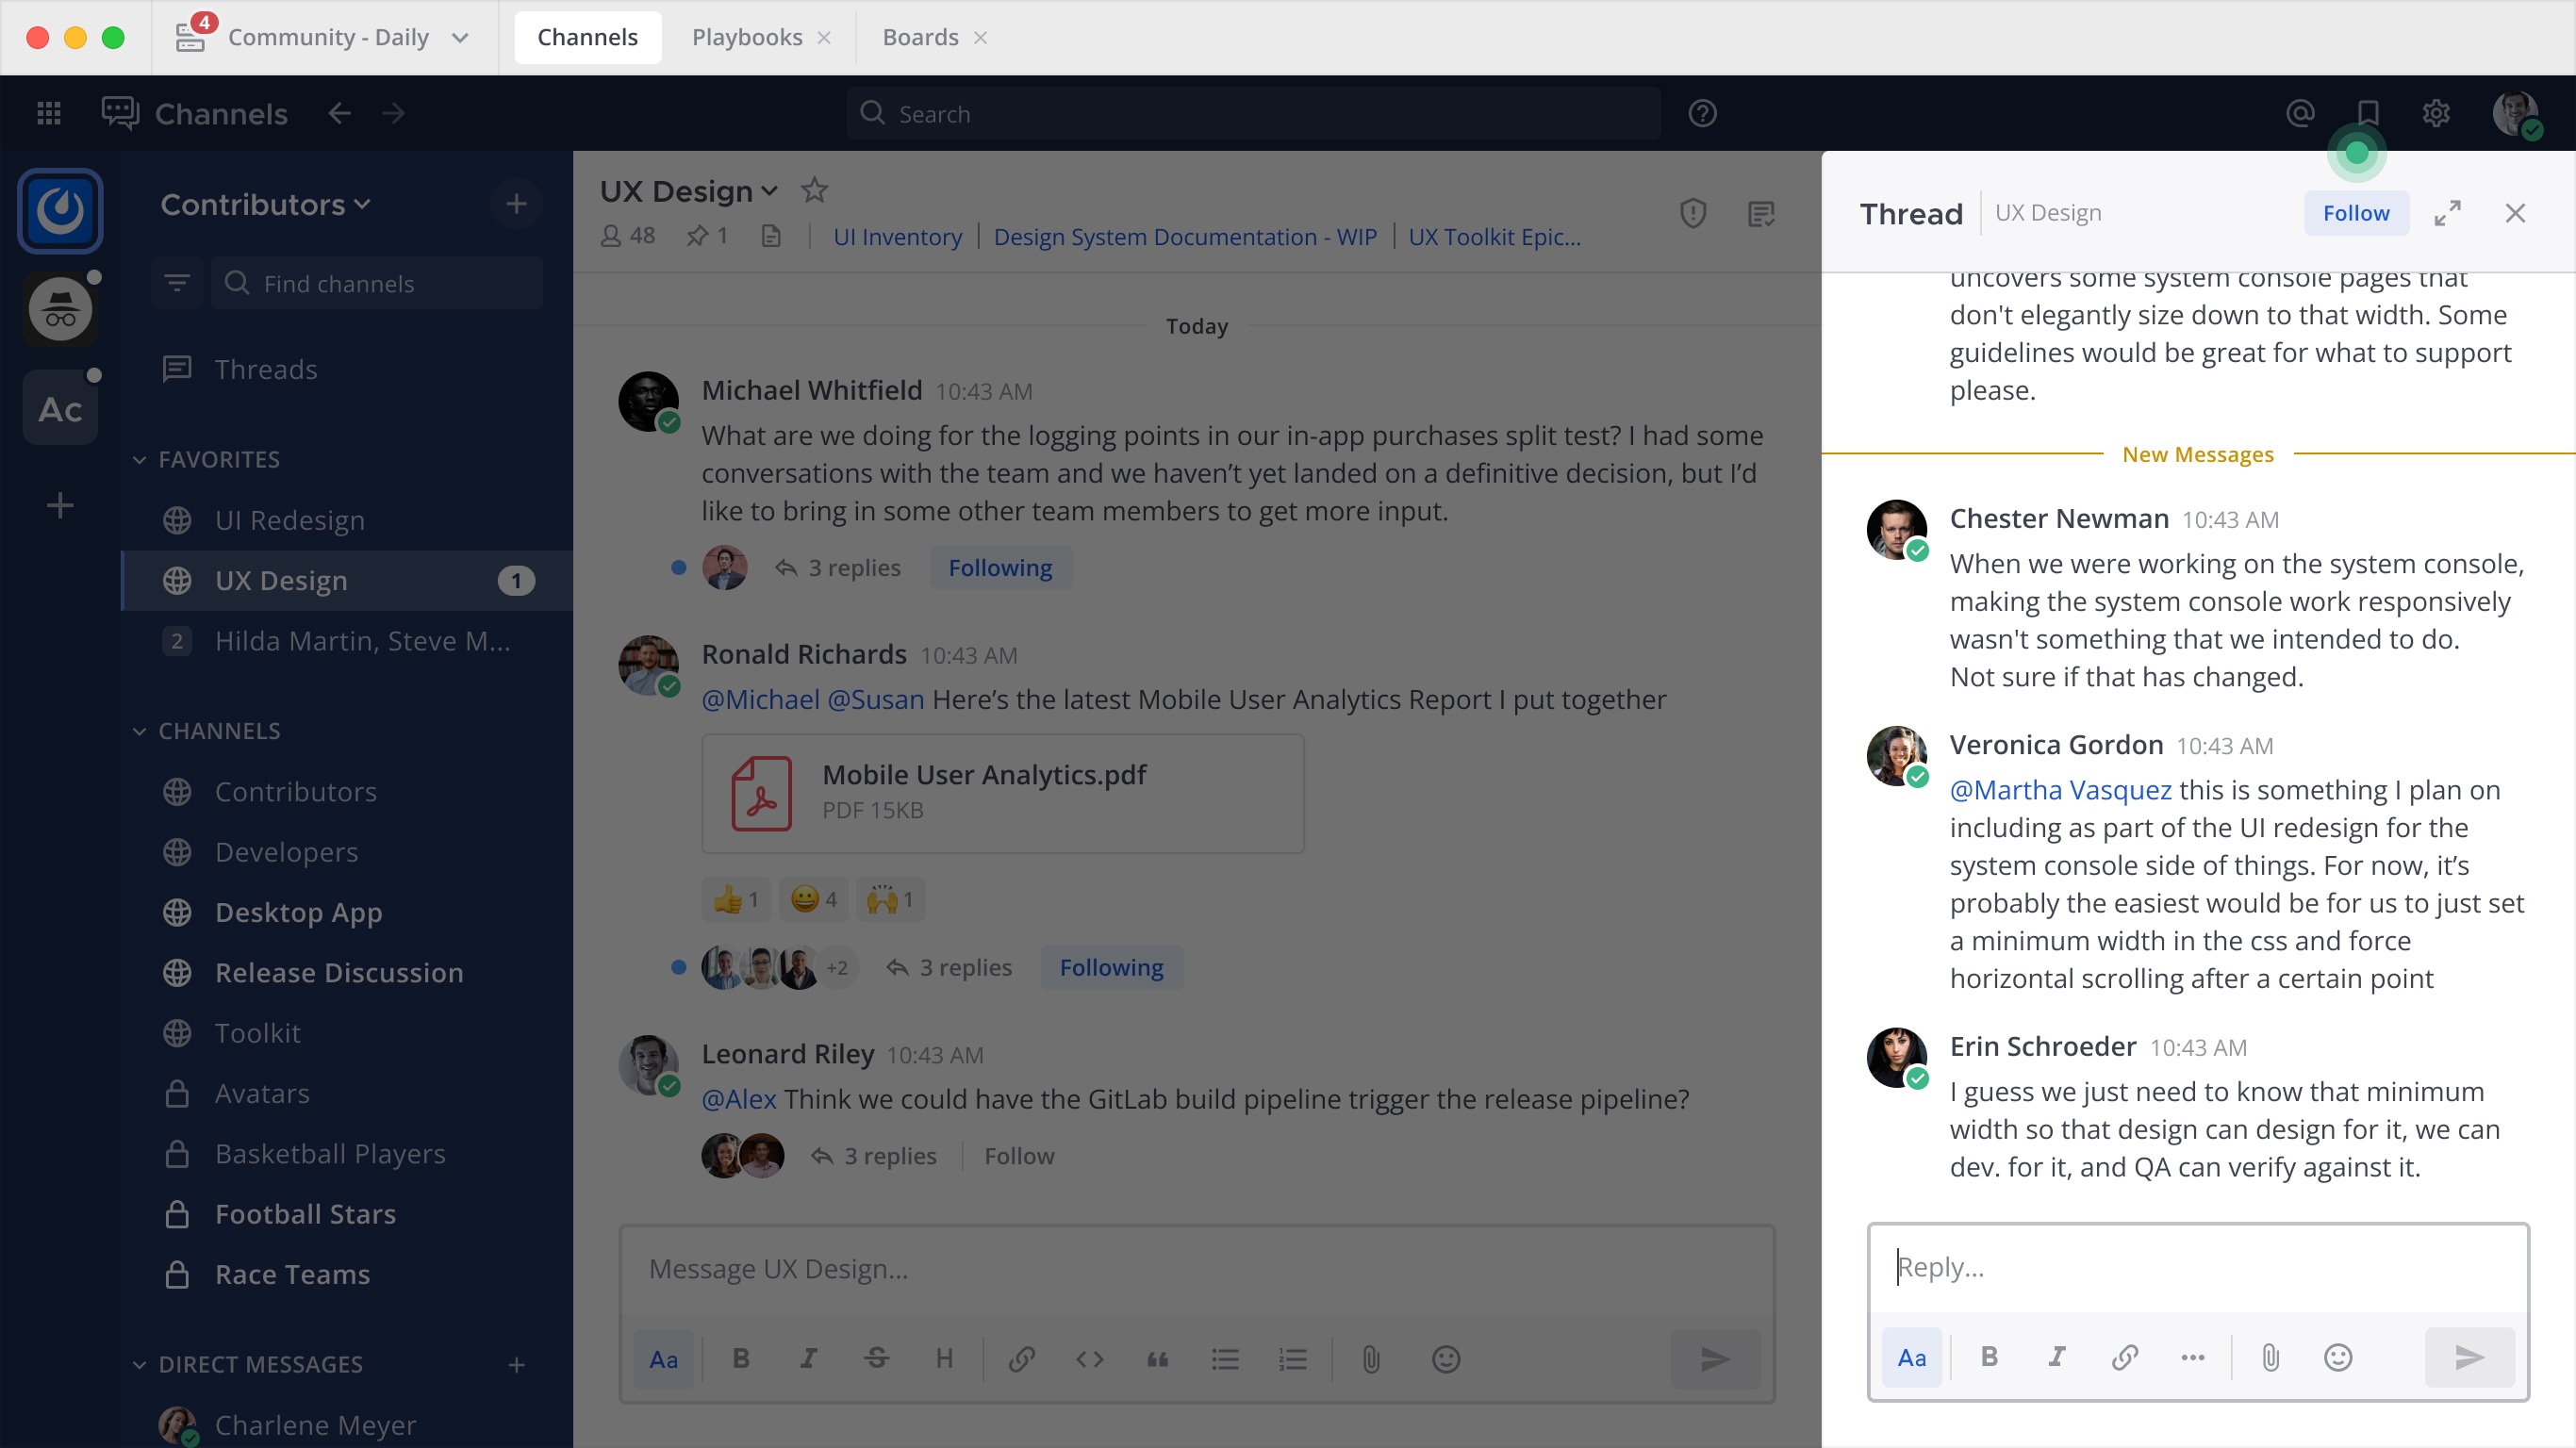 4
Community - Daily
Channels
Playbooks
Boards
Channels
Search
Contributors
Find channels
Ac
Threads
FAVORITES
UI Redesign
UX Design 1
2 Hilda Martin, Steve M...
CHANNELS
Contributors
Developers
Desktop App
Release Discussion
Toolkit
Avatars
Basketball Players
Football Stars
Race Teams
DIRECT MESSAGES
Charlene Meyer
UX Design
48 1 UI Inventory Design System Documentation - WIP UX Toolkit Epic...
Today
Michael Whitfield 10:43 AM
What are we doing for the logging points in our in-app purchases split test? I had some
conversations with the team and we haven’t yet landed on a definitive decision, but I’d
like to bring in some other team members to get more input.
3 replies Following
Ronald Richards 10:43 AM
@Michael @Susan Here’s the latest Mobile User Analytics Report I put together
Mobile User Analytics.pdf
PDF 15KB
1 4 1
+2 3 replies Following
Leonard Riley 10:43 AM
@Alex Think we could have the GitLab build pipeline trigger the release pipeline?
3 replies Follow
Message UX Design...
Aa B I S H
Thread UX Design Follow
uncovers some system console pages that
don't elegantly size down to that width. Some
guidelines would be great for what to support
please.
New Messages
Chester Newman 10:43 AM
When we were working on the system console,
making the system console work responsively
wasn't something that we intended to do.
Not sure if that has changed.
Veronica Gordon 10:43 AM
@Martha Vasquez this is something I plan on
including as part of the UI redesign for the
system console side of things. For now, it’s
probably the easiest would be for us to just set
a minimum width in the css and force
horizontal scrolling after a certain point
Erin Schroeder 10:43 AM
I guess we just need to know that minimum
width so that design can design for it, we can
dev. for it, and QA can verify against it.
Reply...
Aa B I